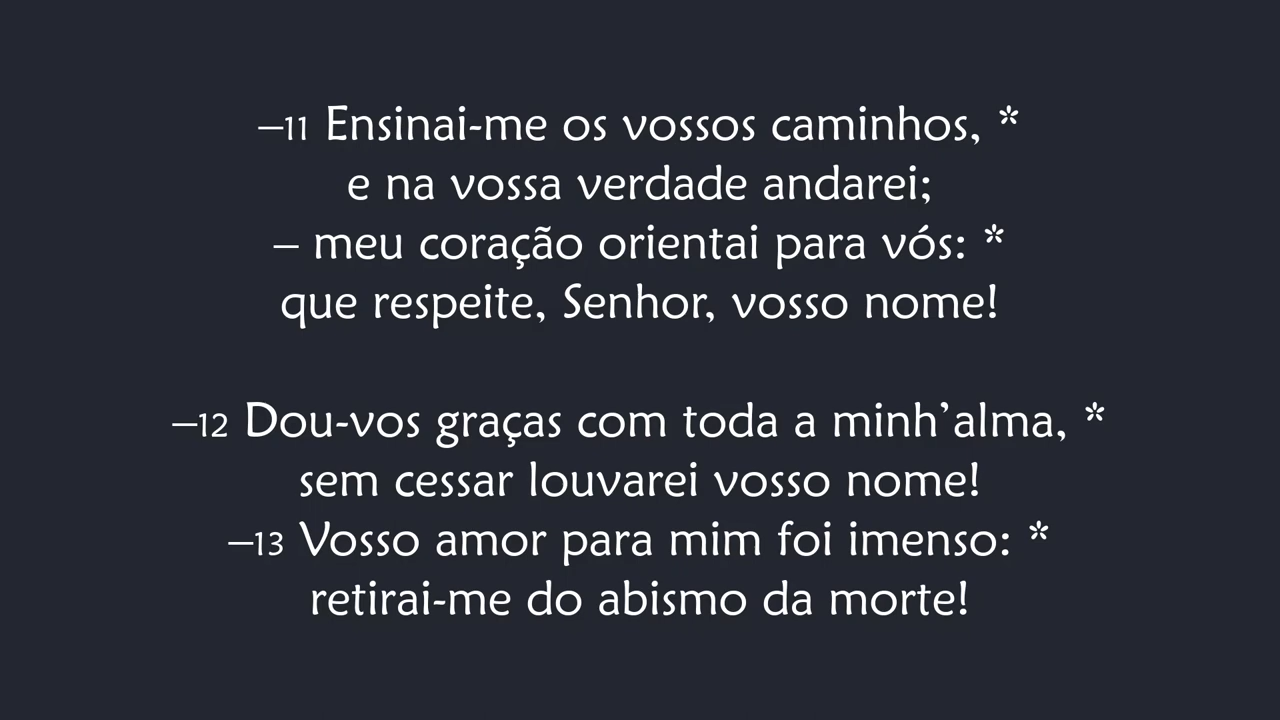 –11 Ensinai-me os vossos caminhos, *
e na vossa verdade andarei;
– meu coração orientai para vós: *
que respeite, Senhor, vosso nome!
–12 Dou-vos graças com toda a minh’alma, *
sem cessar louvarei vosso nome!
–13 Vosso amor para mim foi imenso: *
retirai-me do abismo da morte!